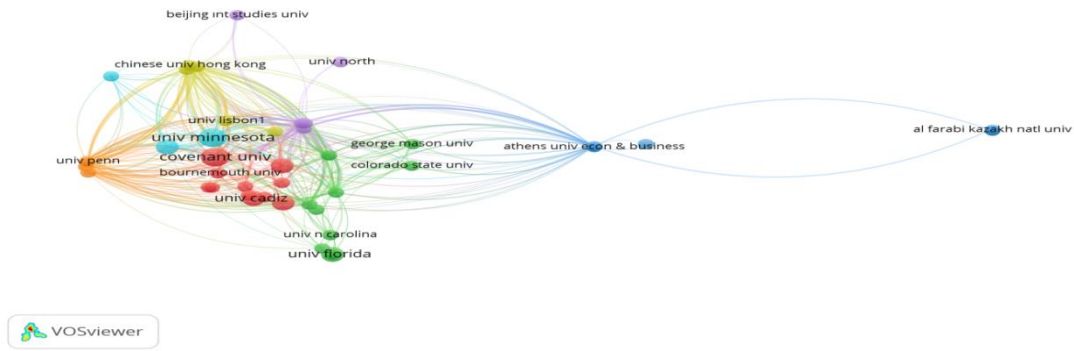 beijing int studies univ
chinese univ hong kong
univ north
univ lisbon1
univ minnesota
george mason univ
al farabi kazakh natl univ
athens univ econ & business
covenant univ
univ penn
colorado state univ
bournemouth univ
univ cadiz
univ n carolina
univ florida
VOSviewer